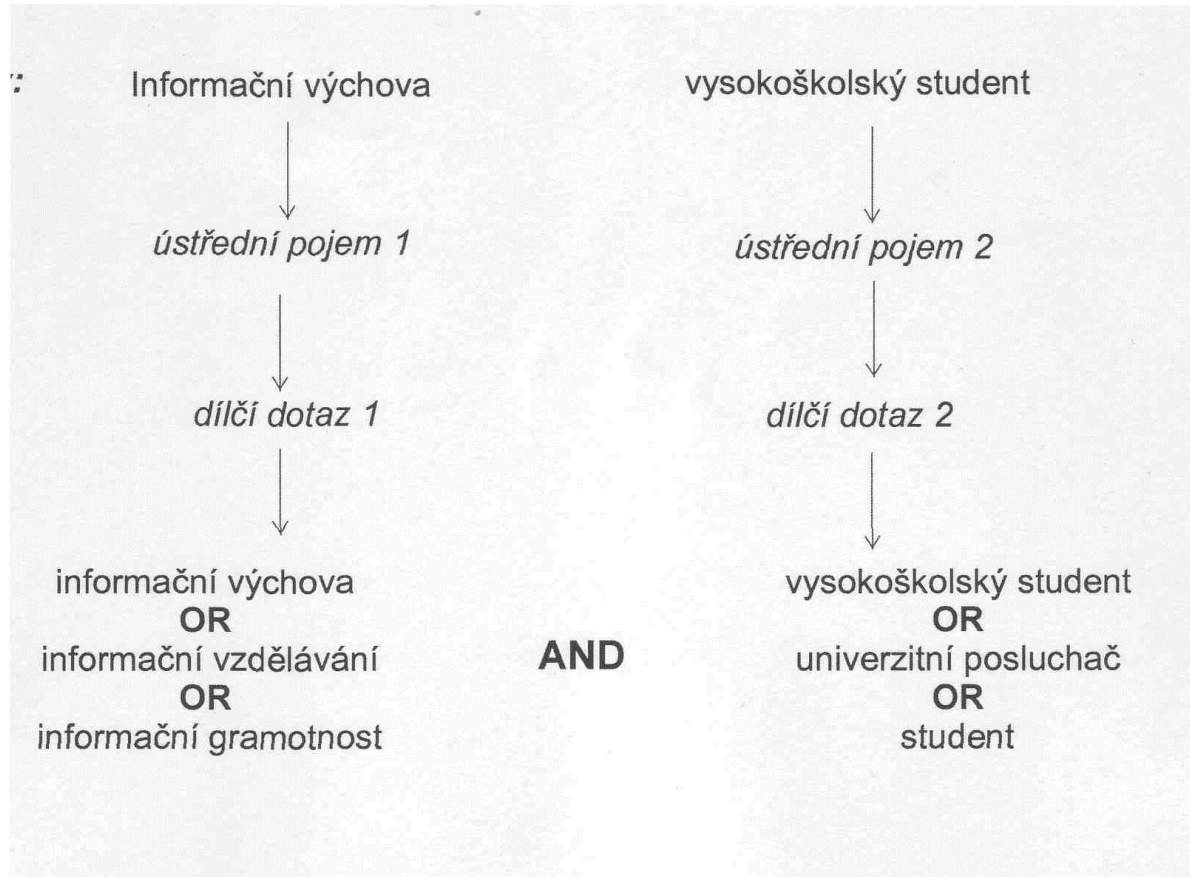 Informační výchova
vysokoškolský student
ústřední pojem 1
ústřední pojem 2
dílčí dotaz 1
dílčí dotaz 2
informační výchova
OR
informační vzdělávání
OR
informační gramotnost
AND
vysokoškolský student
OR
univerzitní posluchač
OR
student